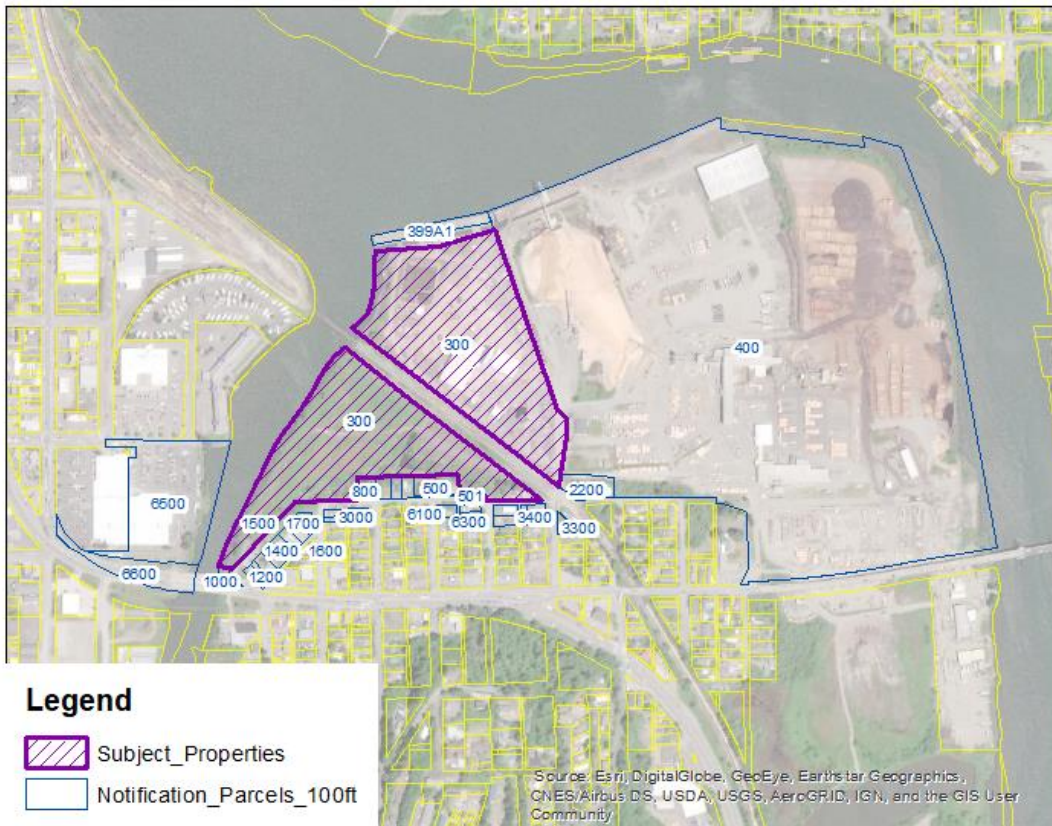 399A1
300
400
300
6500
800
500
501
2200
1500
1700
3000
6100
6300
3400
3300
1400
1600
6600
1000
1200
Legend
Subject_Properties
Notification_Parcels_100ft
Source: Esri, DigitalGlobe, GeoEye, Earthstar Geographics,
CNES/Airbus DS, USDA, USGS, AeroGRID, IGN, and the GIS User
Community